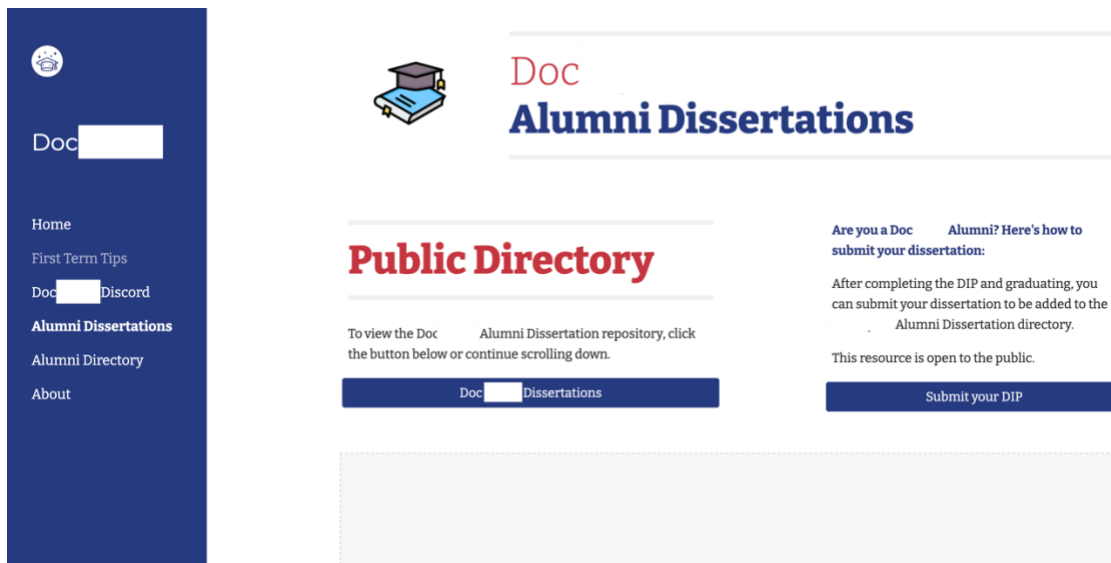 Doc
Home
First Term Tips
Doc Discord
Alumni Dissertations
Alumni Directory
About
Doc
Alumni Dissertations
Public Directory
To view the Doc Alumni Dissertation repository, click
the button below or continue scrolling down.
Doc Dissertations
Are you a Doc Alumni? Here's how to
submit your dissertation:
After completing the DIP and graduating, you
can submit your dissertation to be added to the
Alumni Dissertation directory.
This resource is open to the public.
Submit your DIP